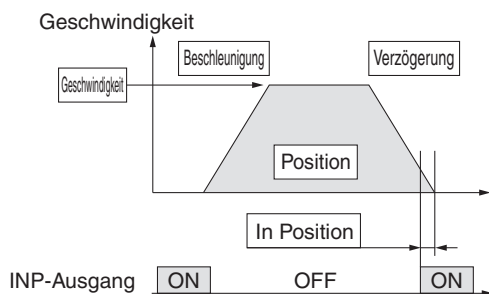 Geschwindigkeit
Beschleunigung
Verzögerung
Geschwindigkeit
Position
In Position
INP-Ausgang ON OFF ON